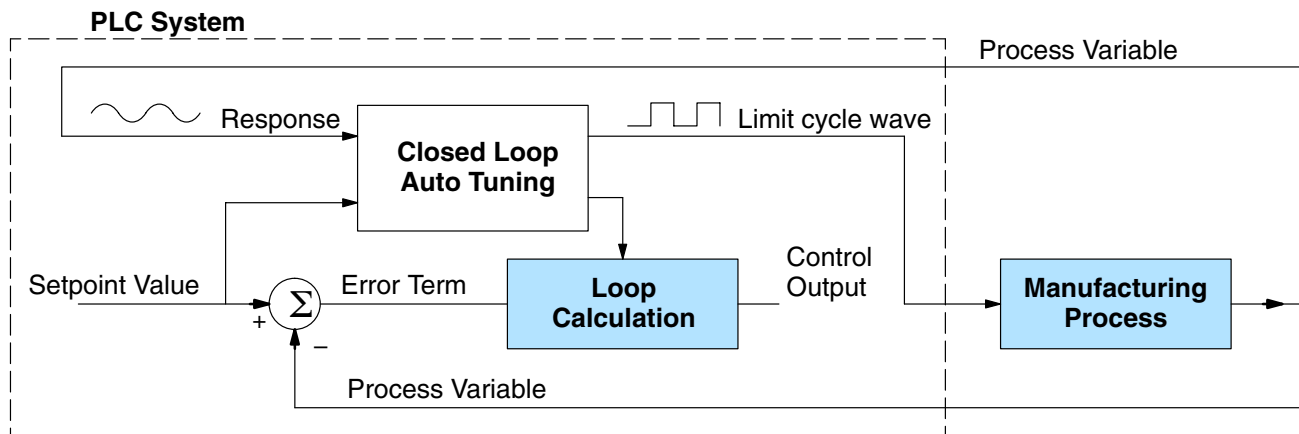 PLC System
Process Variable
Response
Limit cycle wave
Closed Loop
Auto Tuning
Setpoint Value
+
Σ
−
Error Term
Loop
Calculation
Control
Output
Manufacturing
Process
Process Variable